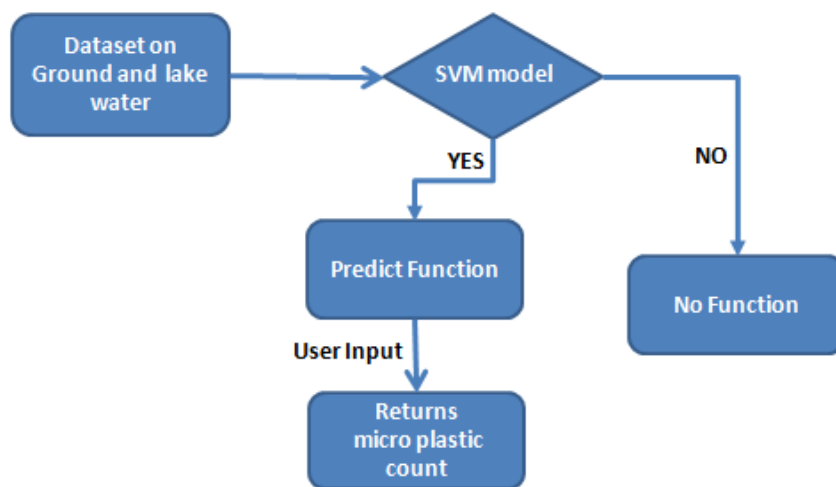 Dataset on
Ground and lake
water
SVM model
YES
NO
Predict Function
No Function
User Input
Returns
micro plastic
count